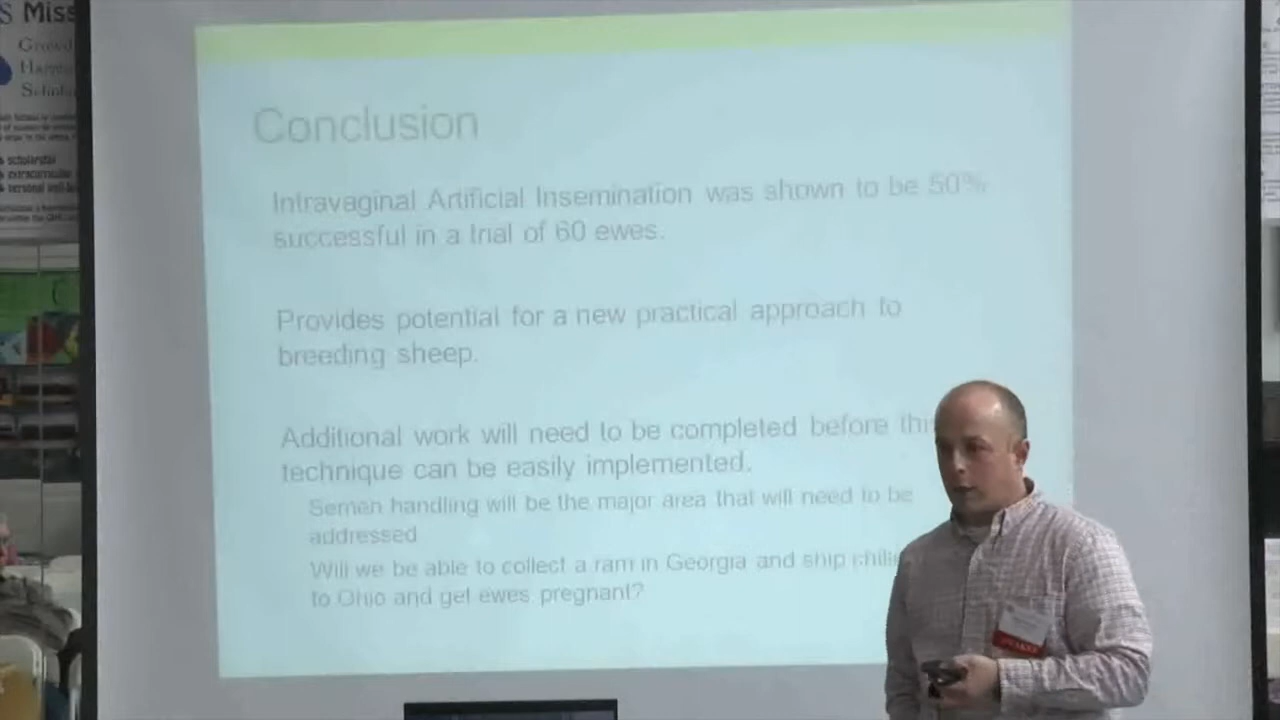 Miss
Conclusion
Intravaginal Artificial Insemination was shown to be 50%
successful in a trial of 60 ewes.
Provides potential for a new practical approach to
breeding sheep.
Additional work will need to be completed before
technique can be easily implemented.
Semen handling will be the major area that will need to be
addressed
Will we be able to collect a ram in Georgia and ship
to Ohio and get ewes pregnant?